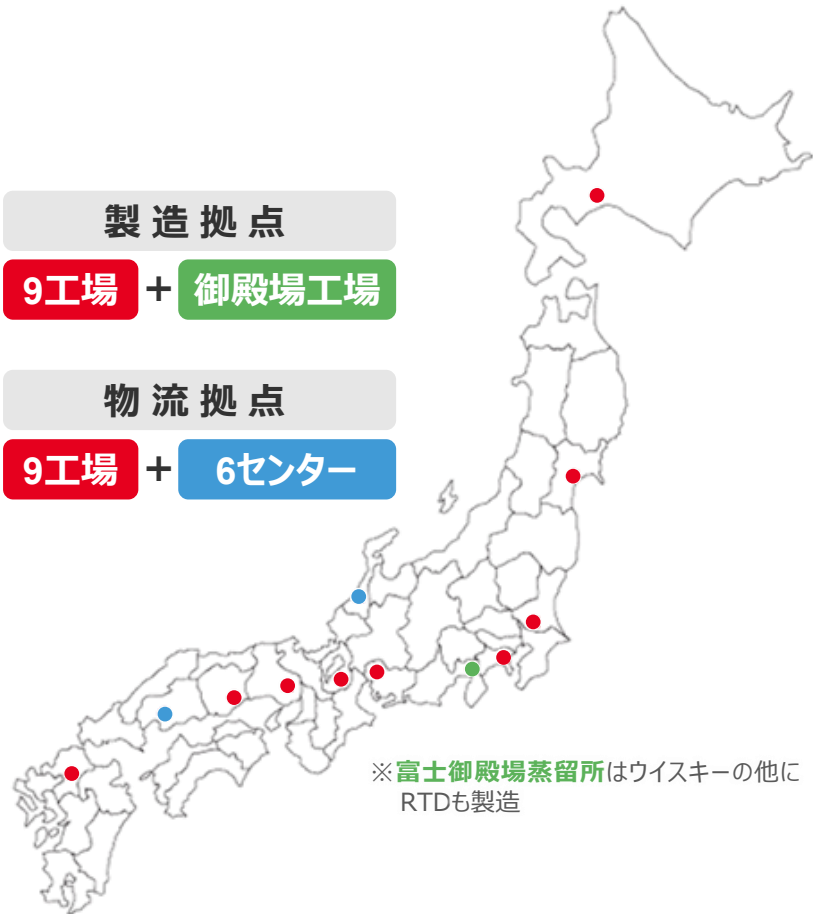 製造拠点
9工場 + 御殿場工場
物流拠点
9工場 + 6センター
※富士御殿場蒸留所はウイスキーの他に
RTDも製造